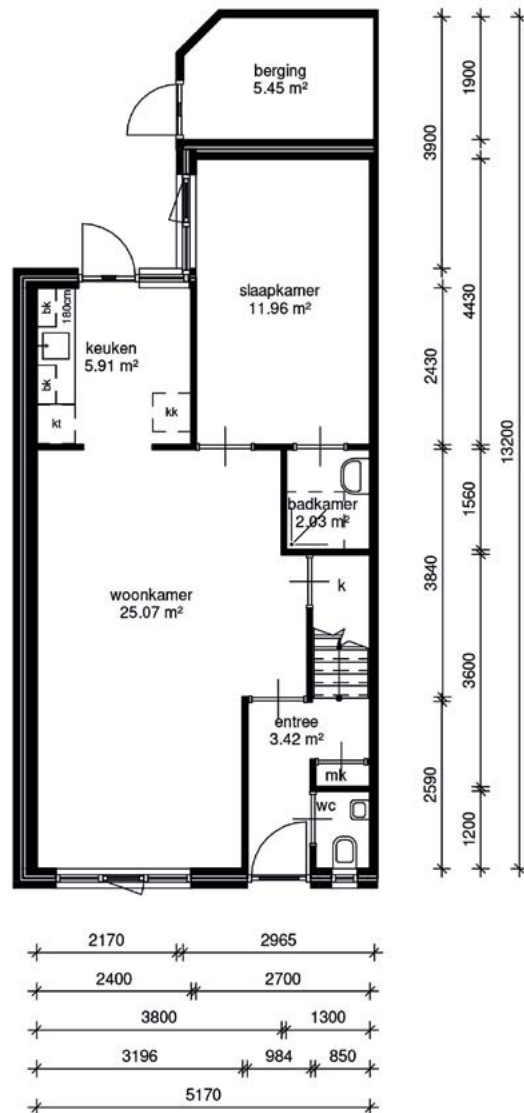 berging
5.45 m²
slaapkamer
11.96 m²
bk
180cm
keuken
5.91 m²
bk
kt
kk
badkamer
2.03 m²
woonkamer
25.07 m²
k
entree
3.42 m²
mk
wc
3900
2430
3840
2590
1900
4430
1560
3600
1200
13200
2170 2965
2400 2700
3800 1300
3196 984 850
5170